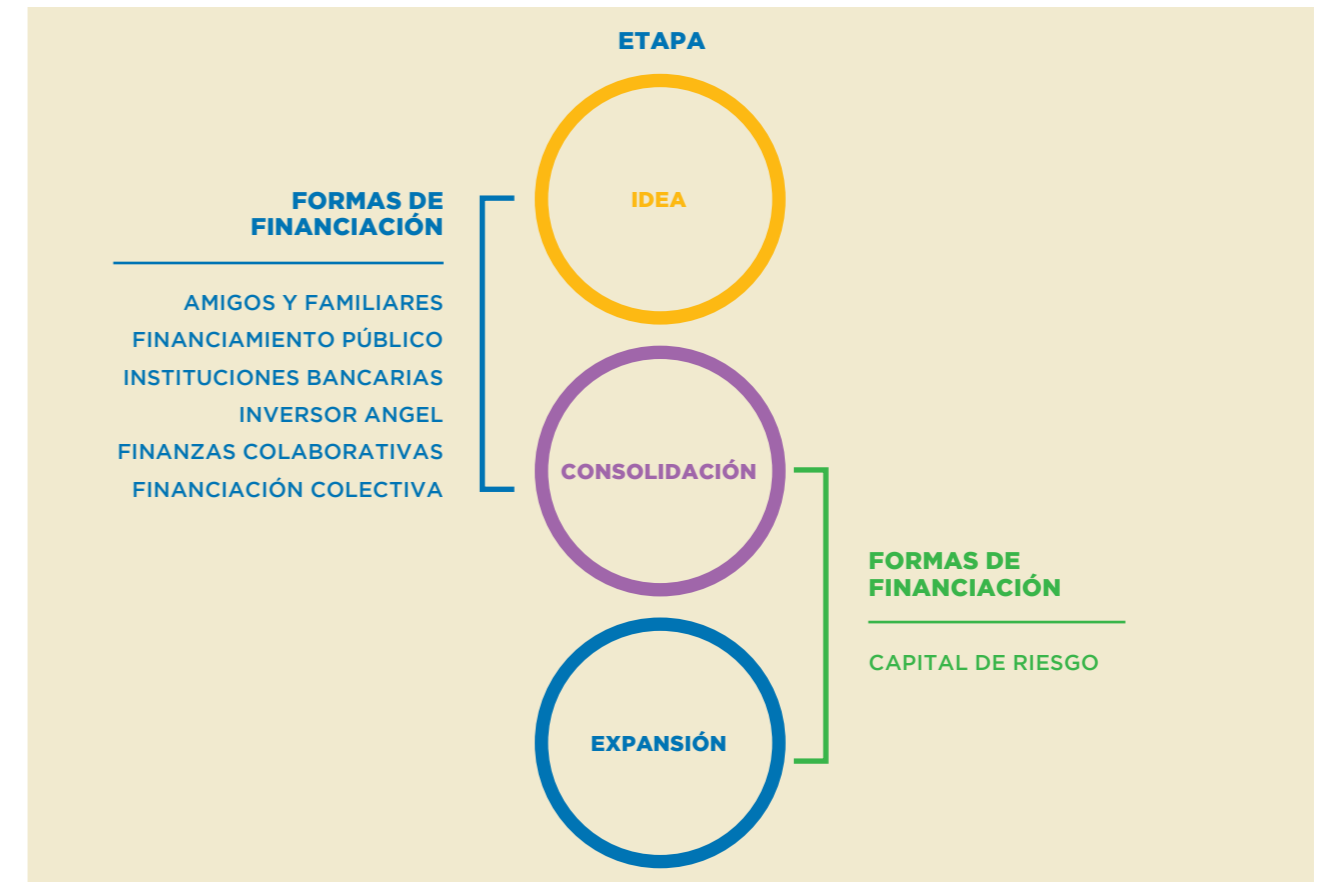 ETAPA
IDEA
FORMAS DE
FINANCIACIÓN
AMIGOS Y FAMILIARES
FINANCIAMIENTO PÚBLICO
INSTITUCIONES BANCARIAS
INVERSOR ANGEL
FINANZAS COLABORATIVAS
FINANCIACIÓN COLECTIVA
CONSOLIDACIÓN
FORMAS DE
FINANCIACIÓN
CAPITAL DE RIESGO
EXPANSIÓN